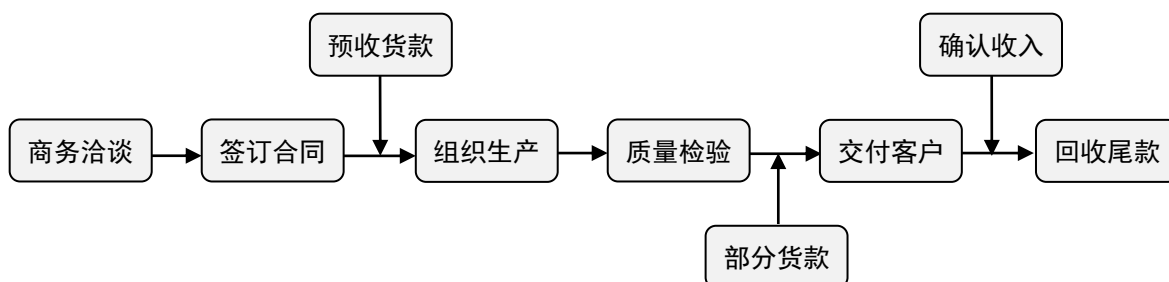 预收货款
确认收入
商务洽谈
签订合同
组织生产
质量检验
交付客户
回收尾款
部分货款